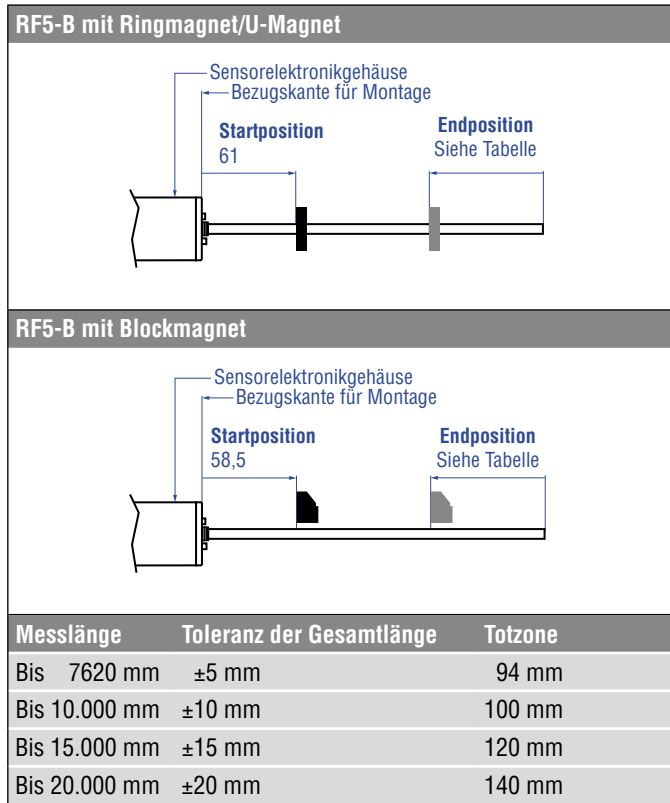 RF5-B mit Ringmagnet/U-Magnet
Sensorelektronikgehäuse
Bezugskante für Montage
Startposition
61
Endposition
Siehe Tabelle
RF5-B mit Blockmagnet
Sensorelektronikgehäuse
Bezugskante für Montage
Startposition
58,5
Endposition
Siehe Tabelle
Messlänge Toleranz der Gesamtlänge Totzone
Bis 7620 mm ±5 mm 94 mm
Bis 10.000 mm ±10 mm 100 mm
Bis 15.000 mm ±15 mm 120 mm
Bis 20.000 mm ±20 mm 140 mm